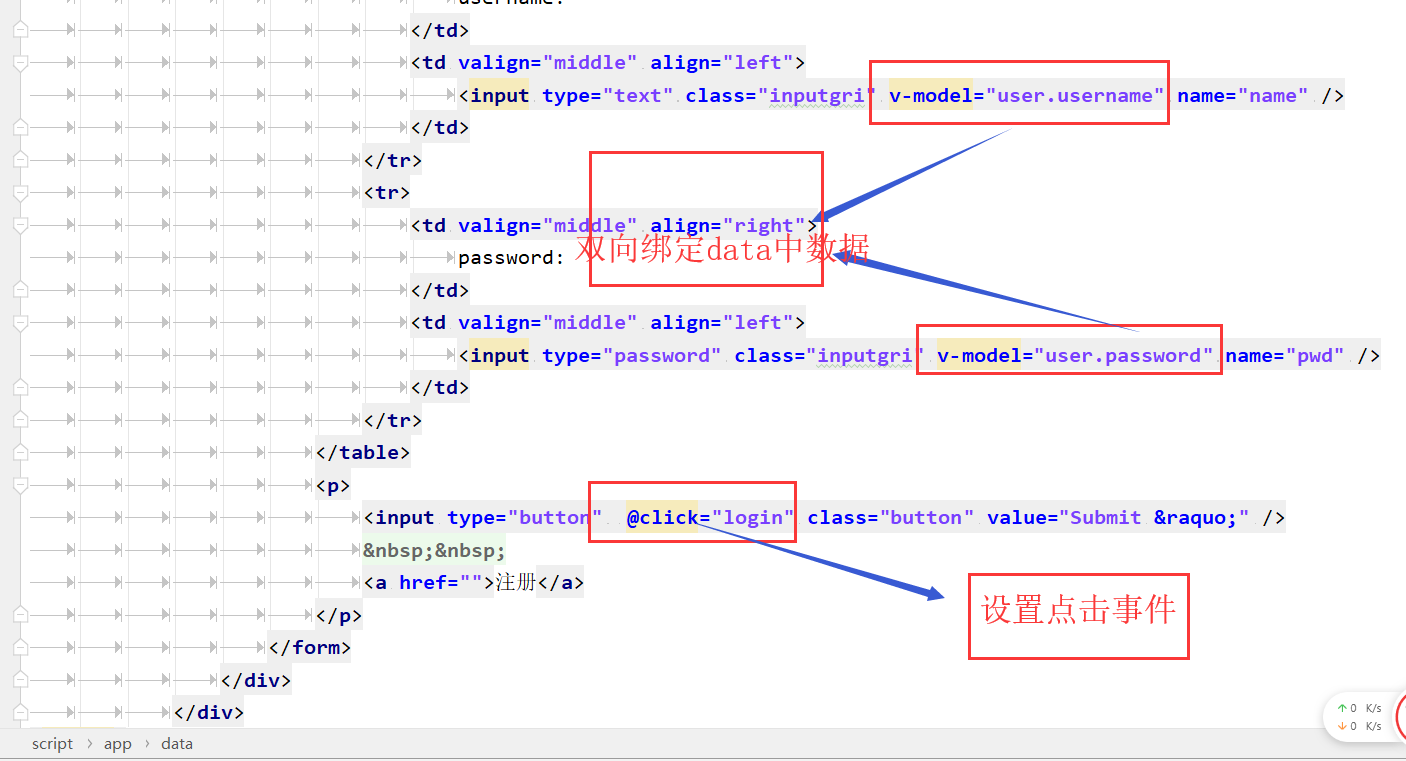 username:
</td>
<td valign="middle" align="left">
<input type="text" class="inputgri" v-model="user.username" name="name" />
</td>
</tr>
<tr>
<td valign="middle" align="right">
双向绑定data中数据
password:
</td>
<td valign="middle" align="left">
<input type="password" class="inputgri" v-model="user.password" name="pwd" />
</td>
</tr>
</table>
<p>
<input type="button" @click="login" class="button" value="Submit &raquo;" />
&nbsp;&nbsp;
<a href="">注册</a>
设置点击事件
</p>
</form>
</div>
</div>
↑ 0 K/s
↓ 0 K/s
script › app › data